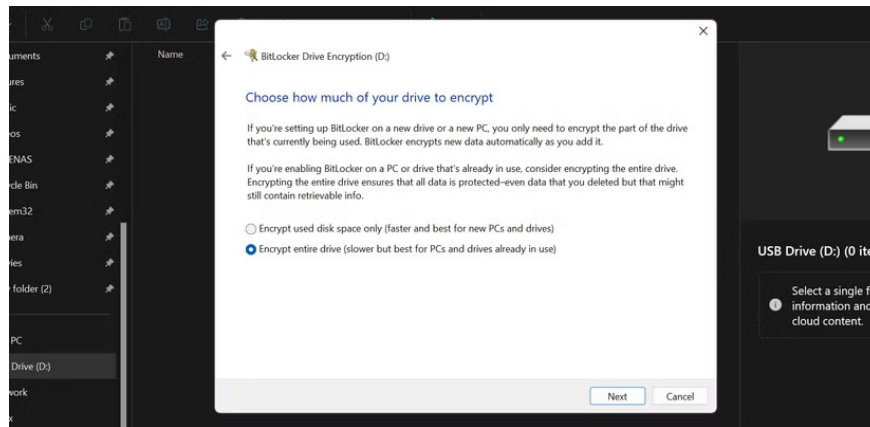 uments
ures
ic
os
ENAS
cle Bin
em32
era
ies
folder (2)
PC
Drive (D:)
work
Name
BitLocker Drive Encryption (D:)
Choose how much of your drive to encrypt
If you're setting up BitLocker on a new drive or a new PC, you only need to encrypt the part of the drive
that's currently being used. BitLocker encrypts new data automatically as you add it.
If you're enabling BitLocker on a PC or drive that's already in use, consider encrypting the entire drive.
Encrypting the entire drive ensures that all data is protected–even data that you deleted but that might
still contain retrievable info.
Encrypt used disk space only (faster and best for new PCs and drives)
Encrypt entire drive (slower but best for PCs and drives already in use)
Next
Cancel
USB Drive (D:) (0 ite
Select a single f
information and
cloud content.